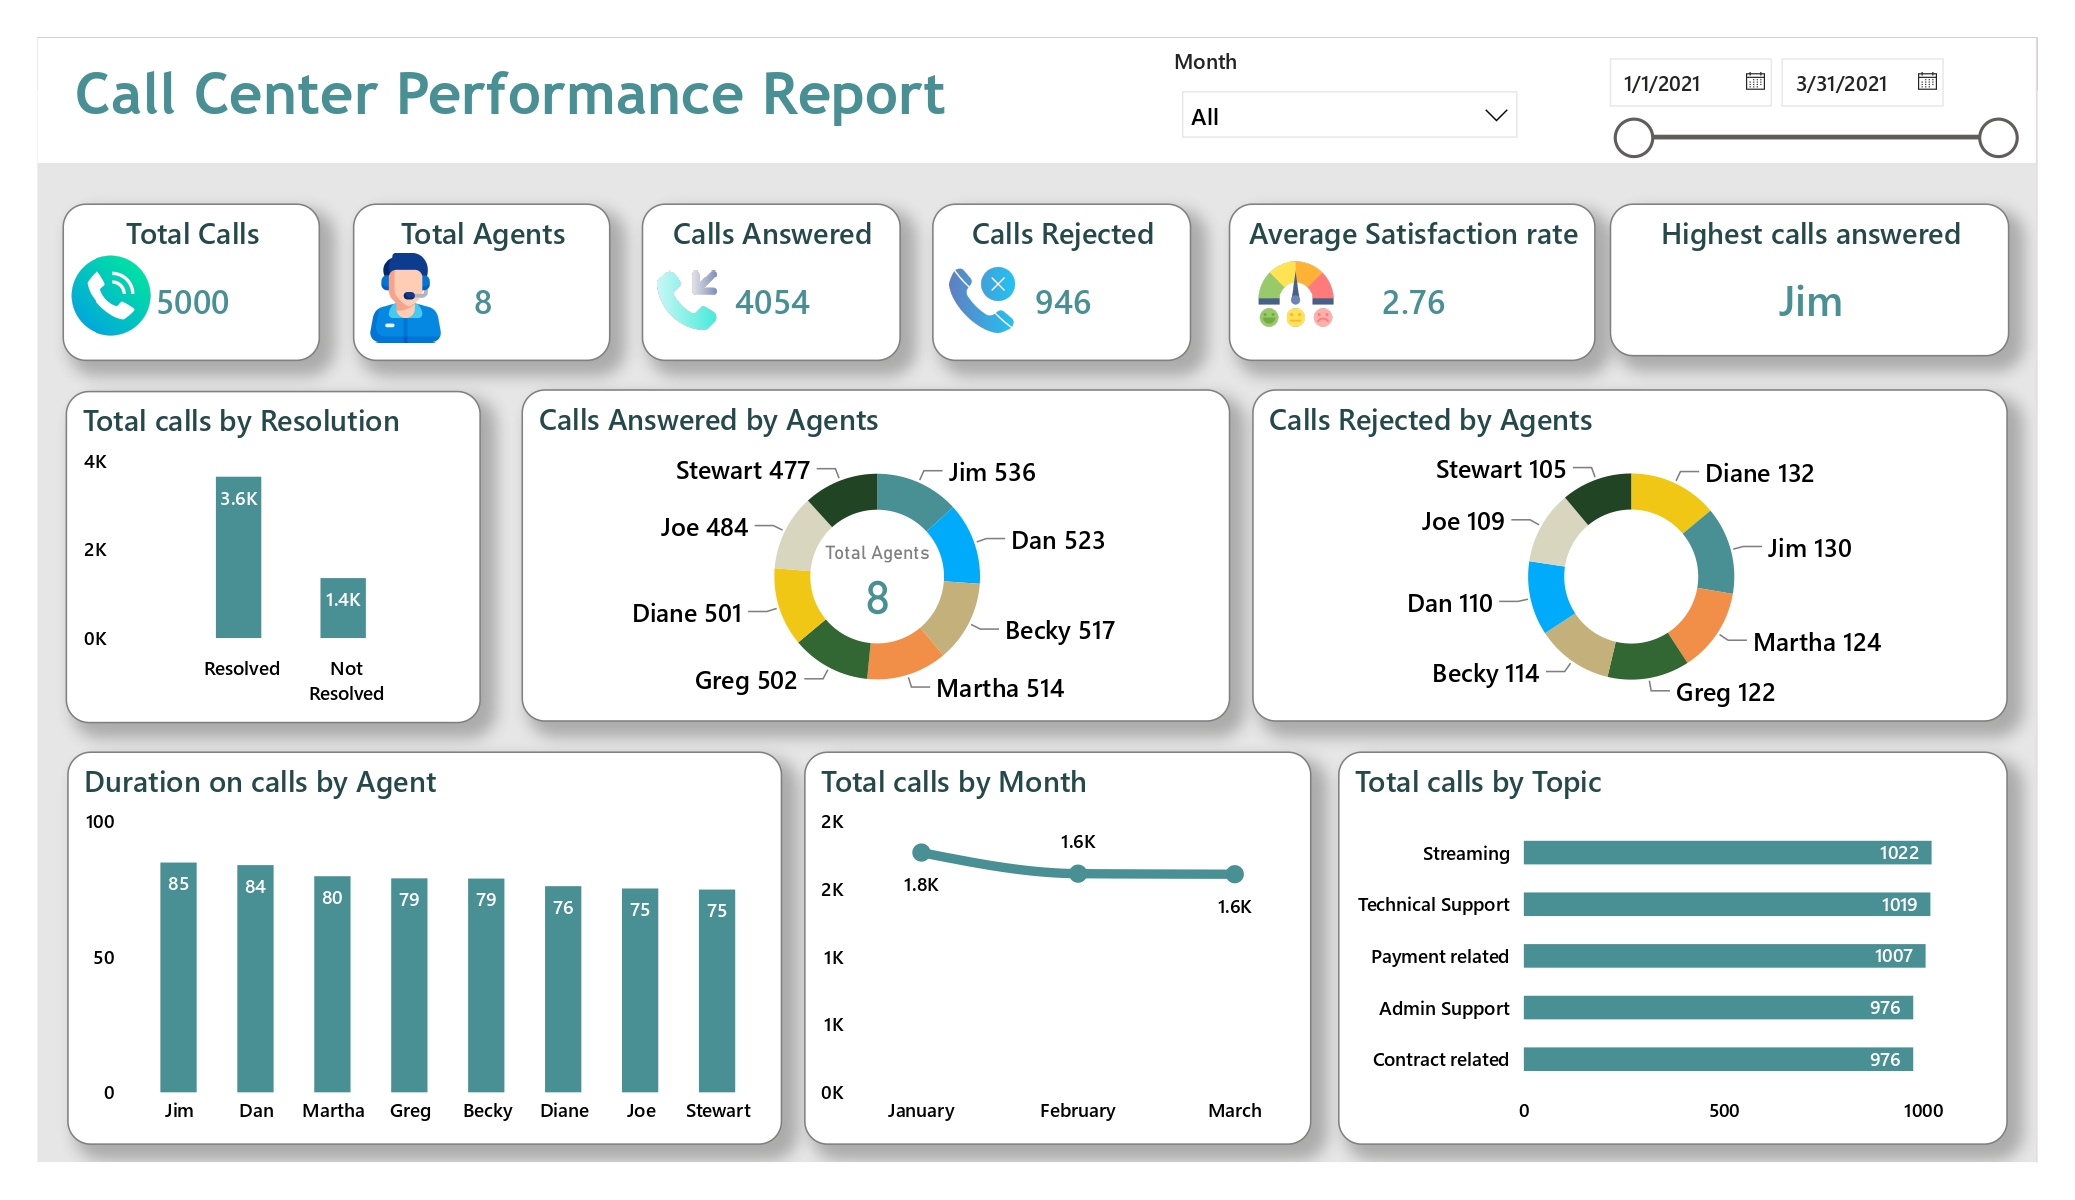 Call Center Performance Report
Month
All
1/1/2021
3/31/2021
Total Calls
5000
Total Agents
8
Calls Answered
4054
Calls Rejected
946
Average Satisfaction rate
2.76
Highest calls answered
Jim
Total calls by Resolution
4K
2K
0K
3.6K
1.4K
Resolved
Not
Resolved
Calls Answered by Agents
Stewart 477
Jim 536
Joe 484
Dan 523
Total Agents
8
Diane 501
Becky 517
Greg 502
Martha 514
Calls Rejected by Agents
Stewart 105
Diane 132
Joe 109
Jim 130
Dan 110
Martha 124
Becky 114
Greg 122
Duration on calls by Agent
100
50
0
85
84
80
79
79
76
75
75
Jim
Dan
Martha
Greg
Becky
Diane
Joe
Stewart
Total calls by Month
2K
2K
1K
1K
0K
1.8K
1.6K
1.6K
January
February
March
Total calls by Topic
Streaming
1022
Technical Support
1019
Payment related
1007
Admin Support
976
Contract related
976
0
500
1000